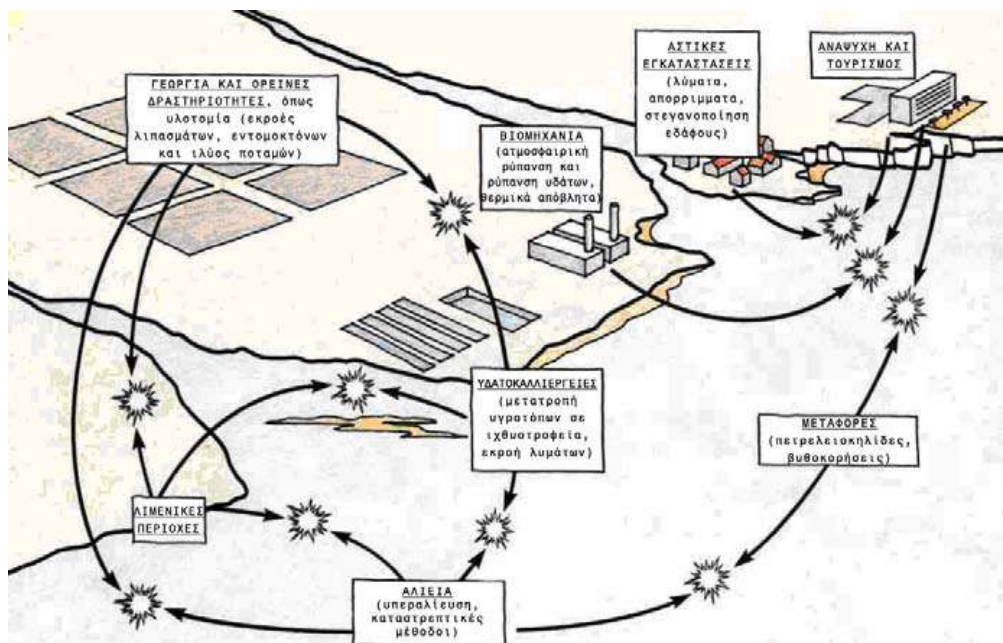 ΓΕΩΡΓΙΑ ΚΑΙ ΟΡΕΙΝΕΣ
ΔΡΑΣΤΗΡΙΟΤΗΤΕΣ, όπως
υλοτομία (εκροές
λιπασμάτων, εντομοκτόνων
και ιλύος ποταμών)
ΒΙΟΜΗΧΑΝΙΑ
(ατμοσφαιρική
ρύπανση και
ρύπανση υδάτων,
θερμικά απόβλητα)
ΑΣΤΙΚΕΣ
ΕΓΚΑΤΑΣΤΑΣΕΙΣ
(λύματα,
απορριμματα,
στεγανοποίηση
εδάφους)
ΑΝΑΨΥΧΗ ΚΑΙ
ΤΟΥΡΙΣΜΟΣ
ΥΔΑΤΟΚΑΛΛΙΕΡΓΕΙΕΣ
(μετατροπή
υγρατόπων σε
ιχθυοτροφεία,
εκροή λυμάτων)
ΜΕΤΑΦΟΡΕΣ
(πετρελειοκηλίδες,
βυθοκορήσεις)
ΛΙΜΕΝΙΚΕΣ
ΠΕΡΙΟΧΕΣ
ΑΛΙΕΙΑ
(υπεραλίευση,
καταστρεπτικές
μέθοδοι)